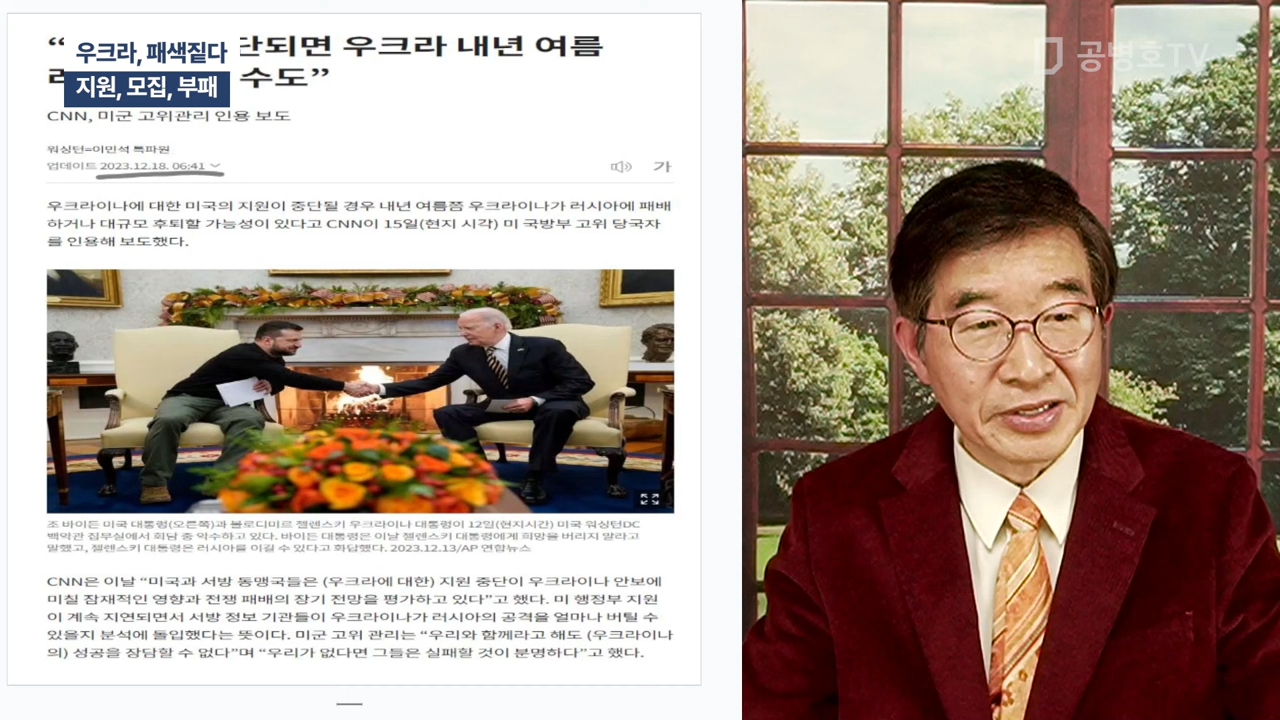 우크라, 패색짙다
지원, 모집, 부패
단되면 우크라 내년 여름
수도”
CNN, 미군 고위관리 인용 보도
워싱턴=이민석 특파원
업데이트 2023.12.18. 06:41
가
우크라이나에 대한 미국의 지원이 중단될 경우 내년 여름쯤 우크라이나가 러시아에 패배
하거나 대규모 후퇴할 가능성이 있다고 CNN이 15일(현지 시각) 미 국방부 고위 당국자
를 인용해 보도했다.
조 바이든 미국 대통령(오른쪽)과 볼로디미르 젤렌스키 우크라이나 대통령이 12일(현지시간) 미국 워싱턴DC
백악관 집무실에서 회담 중 악수하고 있다. 바이든 대통령은 이날 젤렌스키 대통령에게 희망을 버리지 말라고
말했고, 젤렌스키 대통령은 러시아를 이길 수 있다고 화답했다. 2023.12.13/AP 연합뉴스
CNN은 이날 “미국과 서방 동맹국들은 (우크라에 대한) 지원 중단이 우크라이나 안보에
미칠 잠재적인 영향과 전쟁 패배의 장기 전망을 평가하고 있다”고 했다. 미 행정부 지원
이 계속 지연되면서 서방 정보 기관들이 우크라이나가 러시아의 공격을 얼마나 버틸 수
있을지 분석에 돌입했다는 뜻이다. 미군 고위 관리는 “우리와 함께라고 해도 (우크라이나
의) 성공을 장담할 수 없다”며 “우리가 없다면 그들은 실패할 것이 분명하다”고 했다.
공병호TV